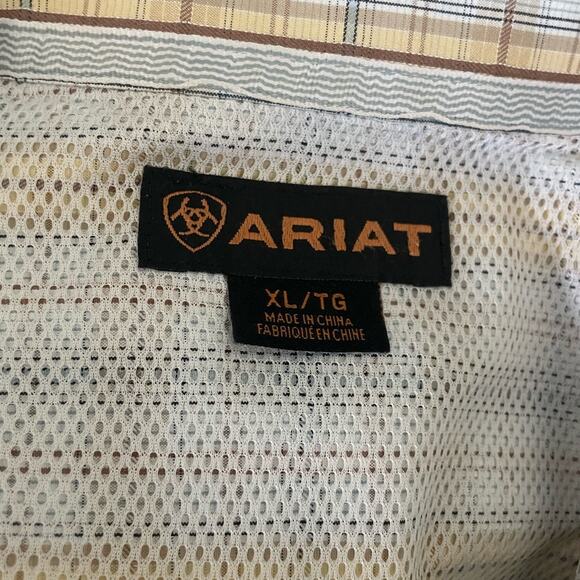 ARIAT
XL/TG
MADE IN CHINA
FABRIQUÉ EN CHINE